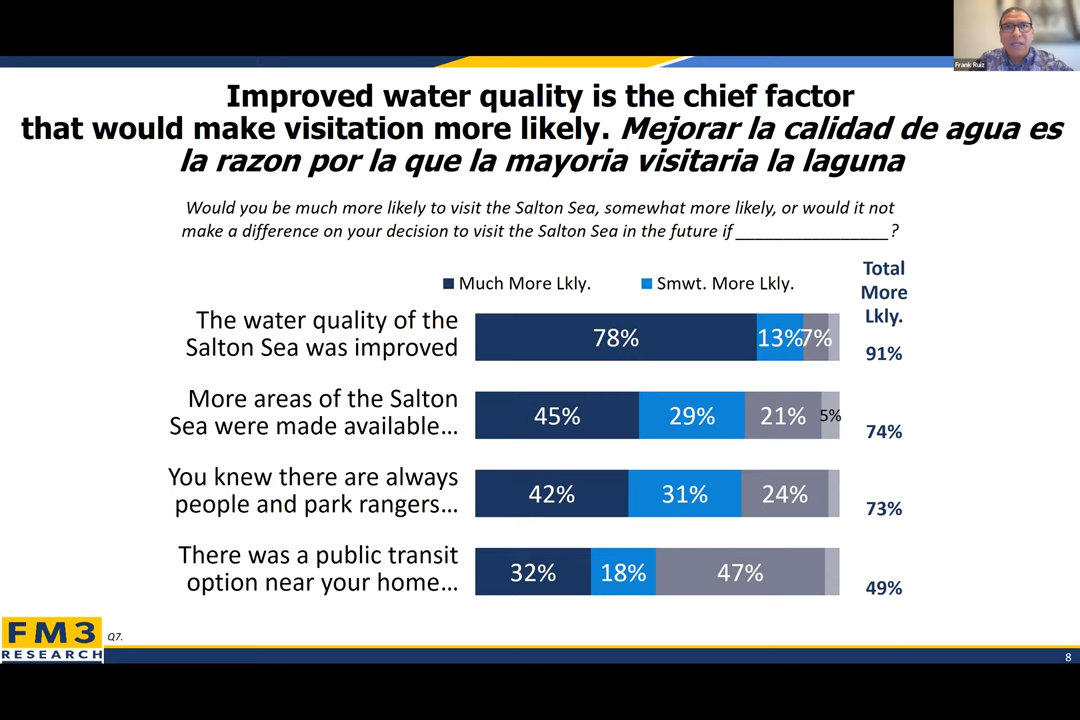 Frank Ruiz
Improved water quality is the chief factor
that would make visitation more likely. Mejorar la calidad de agua es
la razon por la que la mayoria visitaria la laguna
Would you be much more likely to visit the Salton Sea, somewhat more likely, or would it not
make a difference on your decision to visit the Salton Sea in the future if ________________?
Much More Lkly.
Smwt. More Lkly.
Total
More
Lkly.
The water quality of the
Salton Sea was improved
78%
13%
7%
91%
More areas of the Salton
Sea were made available...
45%
29%
21%
5%
74%
You knew there are always
people and park rangers...
42%
31%
24%
73%
There was a public transit
option near your home...
32%
18%
47%
49%
FM3
RESEARCH
Q7.
8